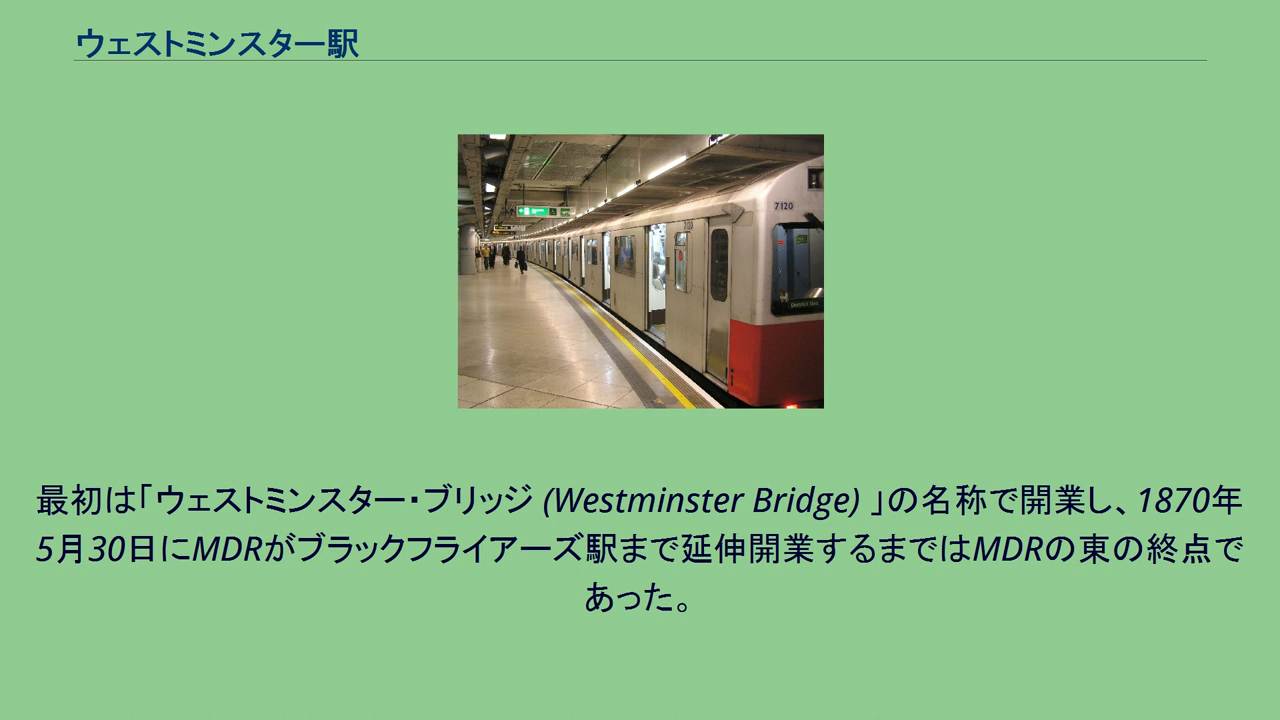 ウェストミンスター駅
7120
最初は「ウェストミンスター・ブリッジ (Westminster Bridge) 」の名称で開業し、1870年
5月30日にMDRがブラックフライアーズ駅まで延伸開業するまではMDRの東の終点で
あった。